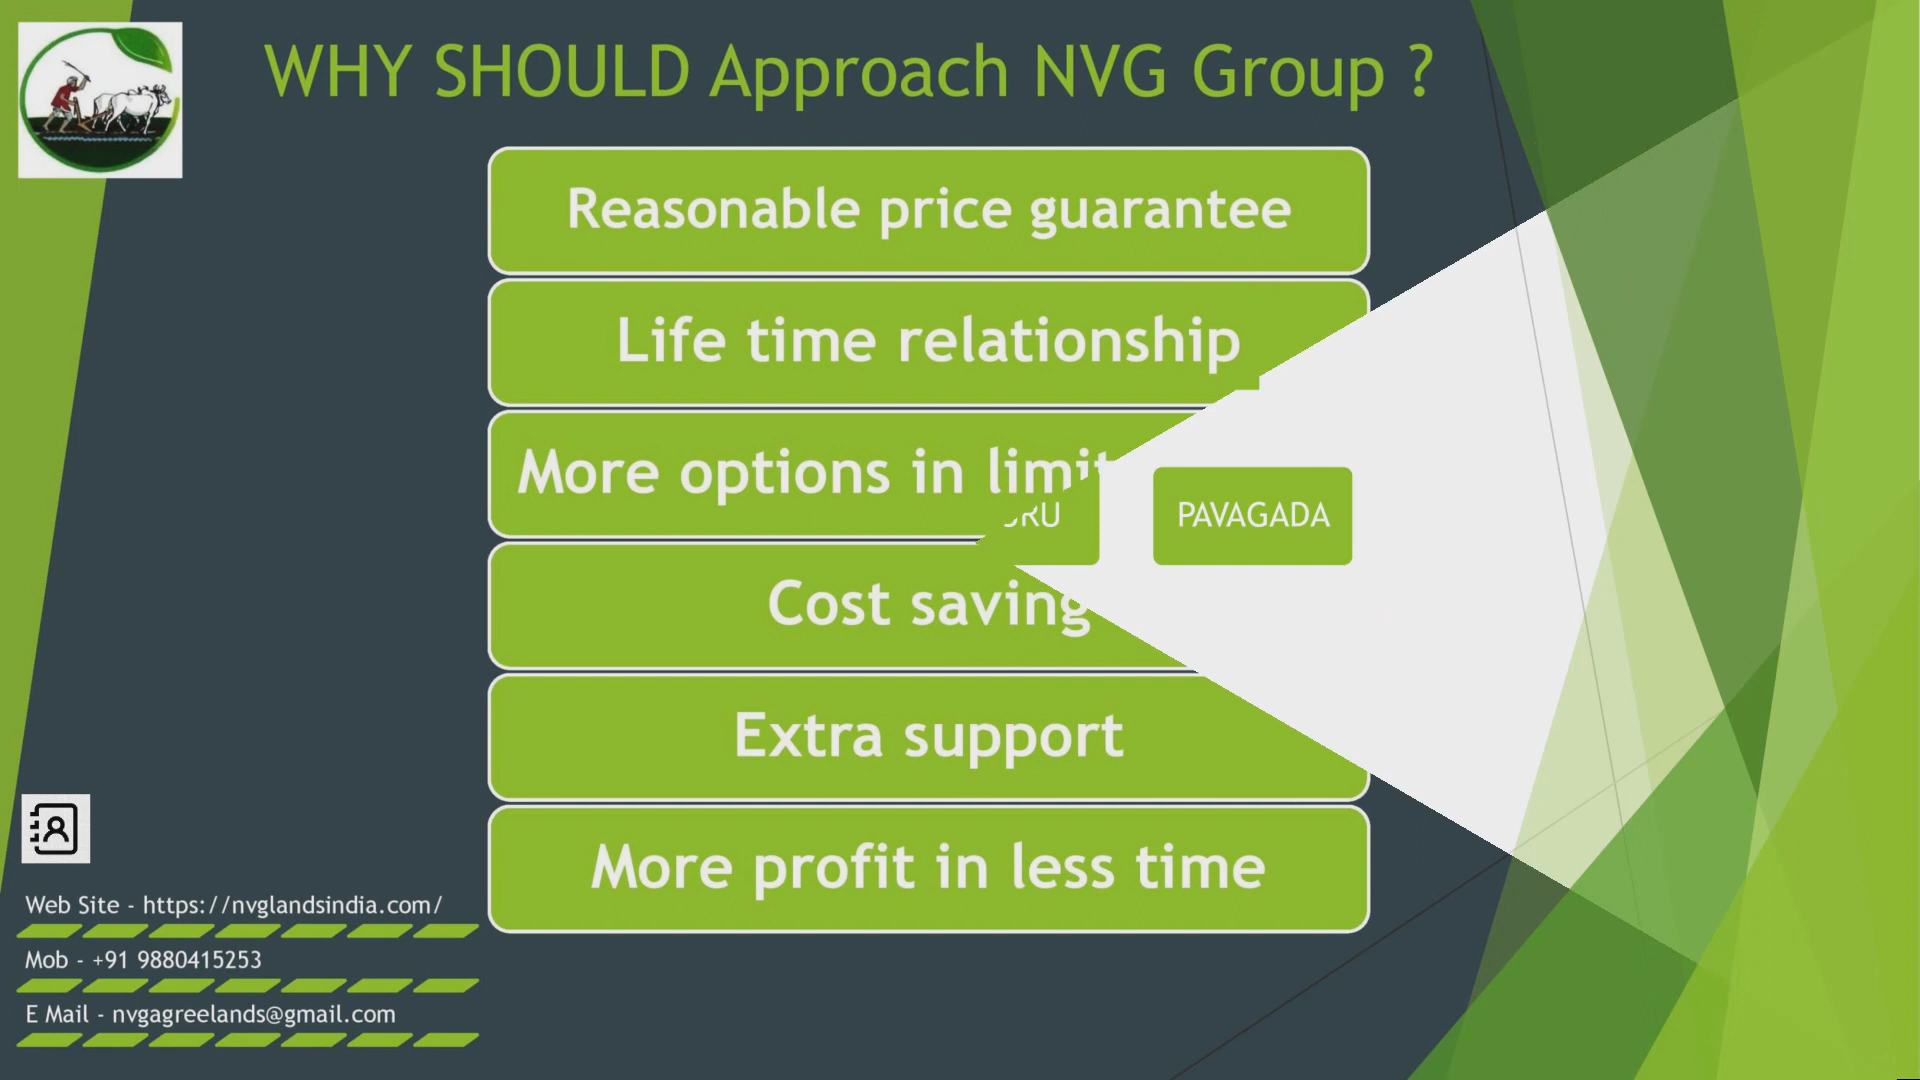 WHY SHOULD Approach NVG Group ?
Reasonable price guarantee
Life time relationship
More options in
PAVAGADA
Cost saving
Extra support
More profit in less time
Web Site - https://nvglandsindia.com/
Mob - +91 9880415253
E Mail - nvgagreelands@gmail.com